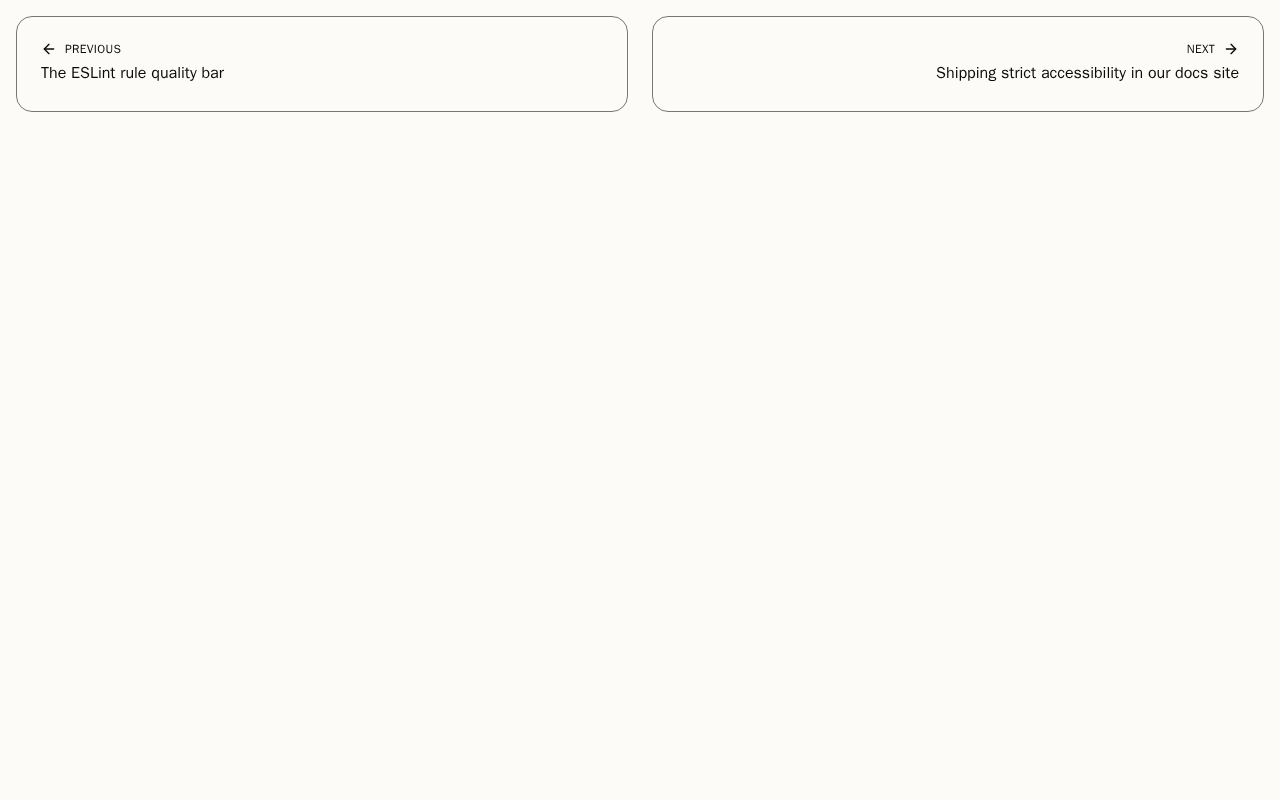 PREVIOUS
The ESLint rule quality bar
NEXT
Shipping strict accessibility in our docs site